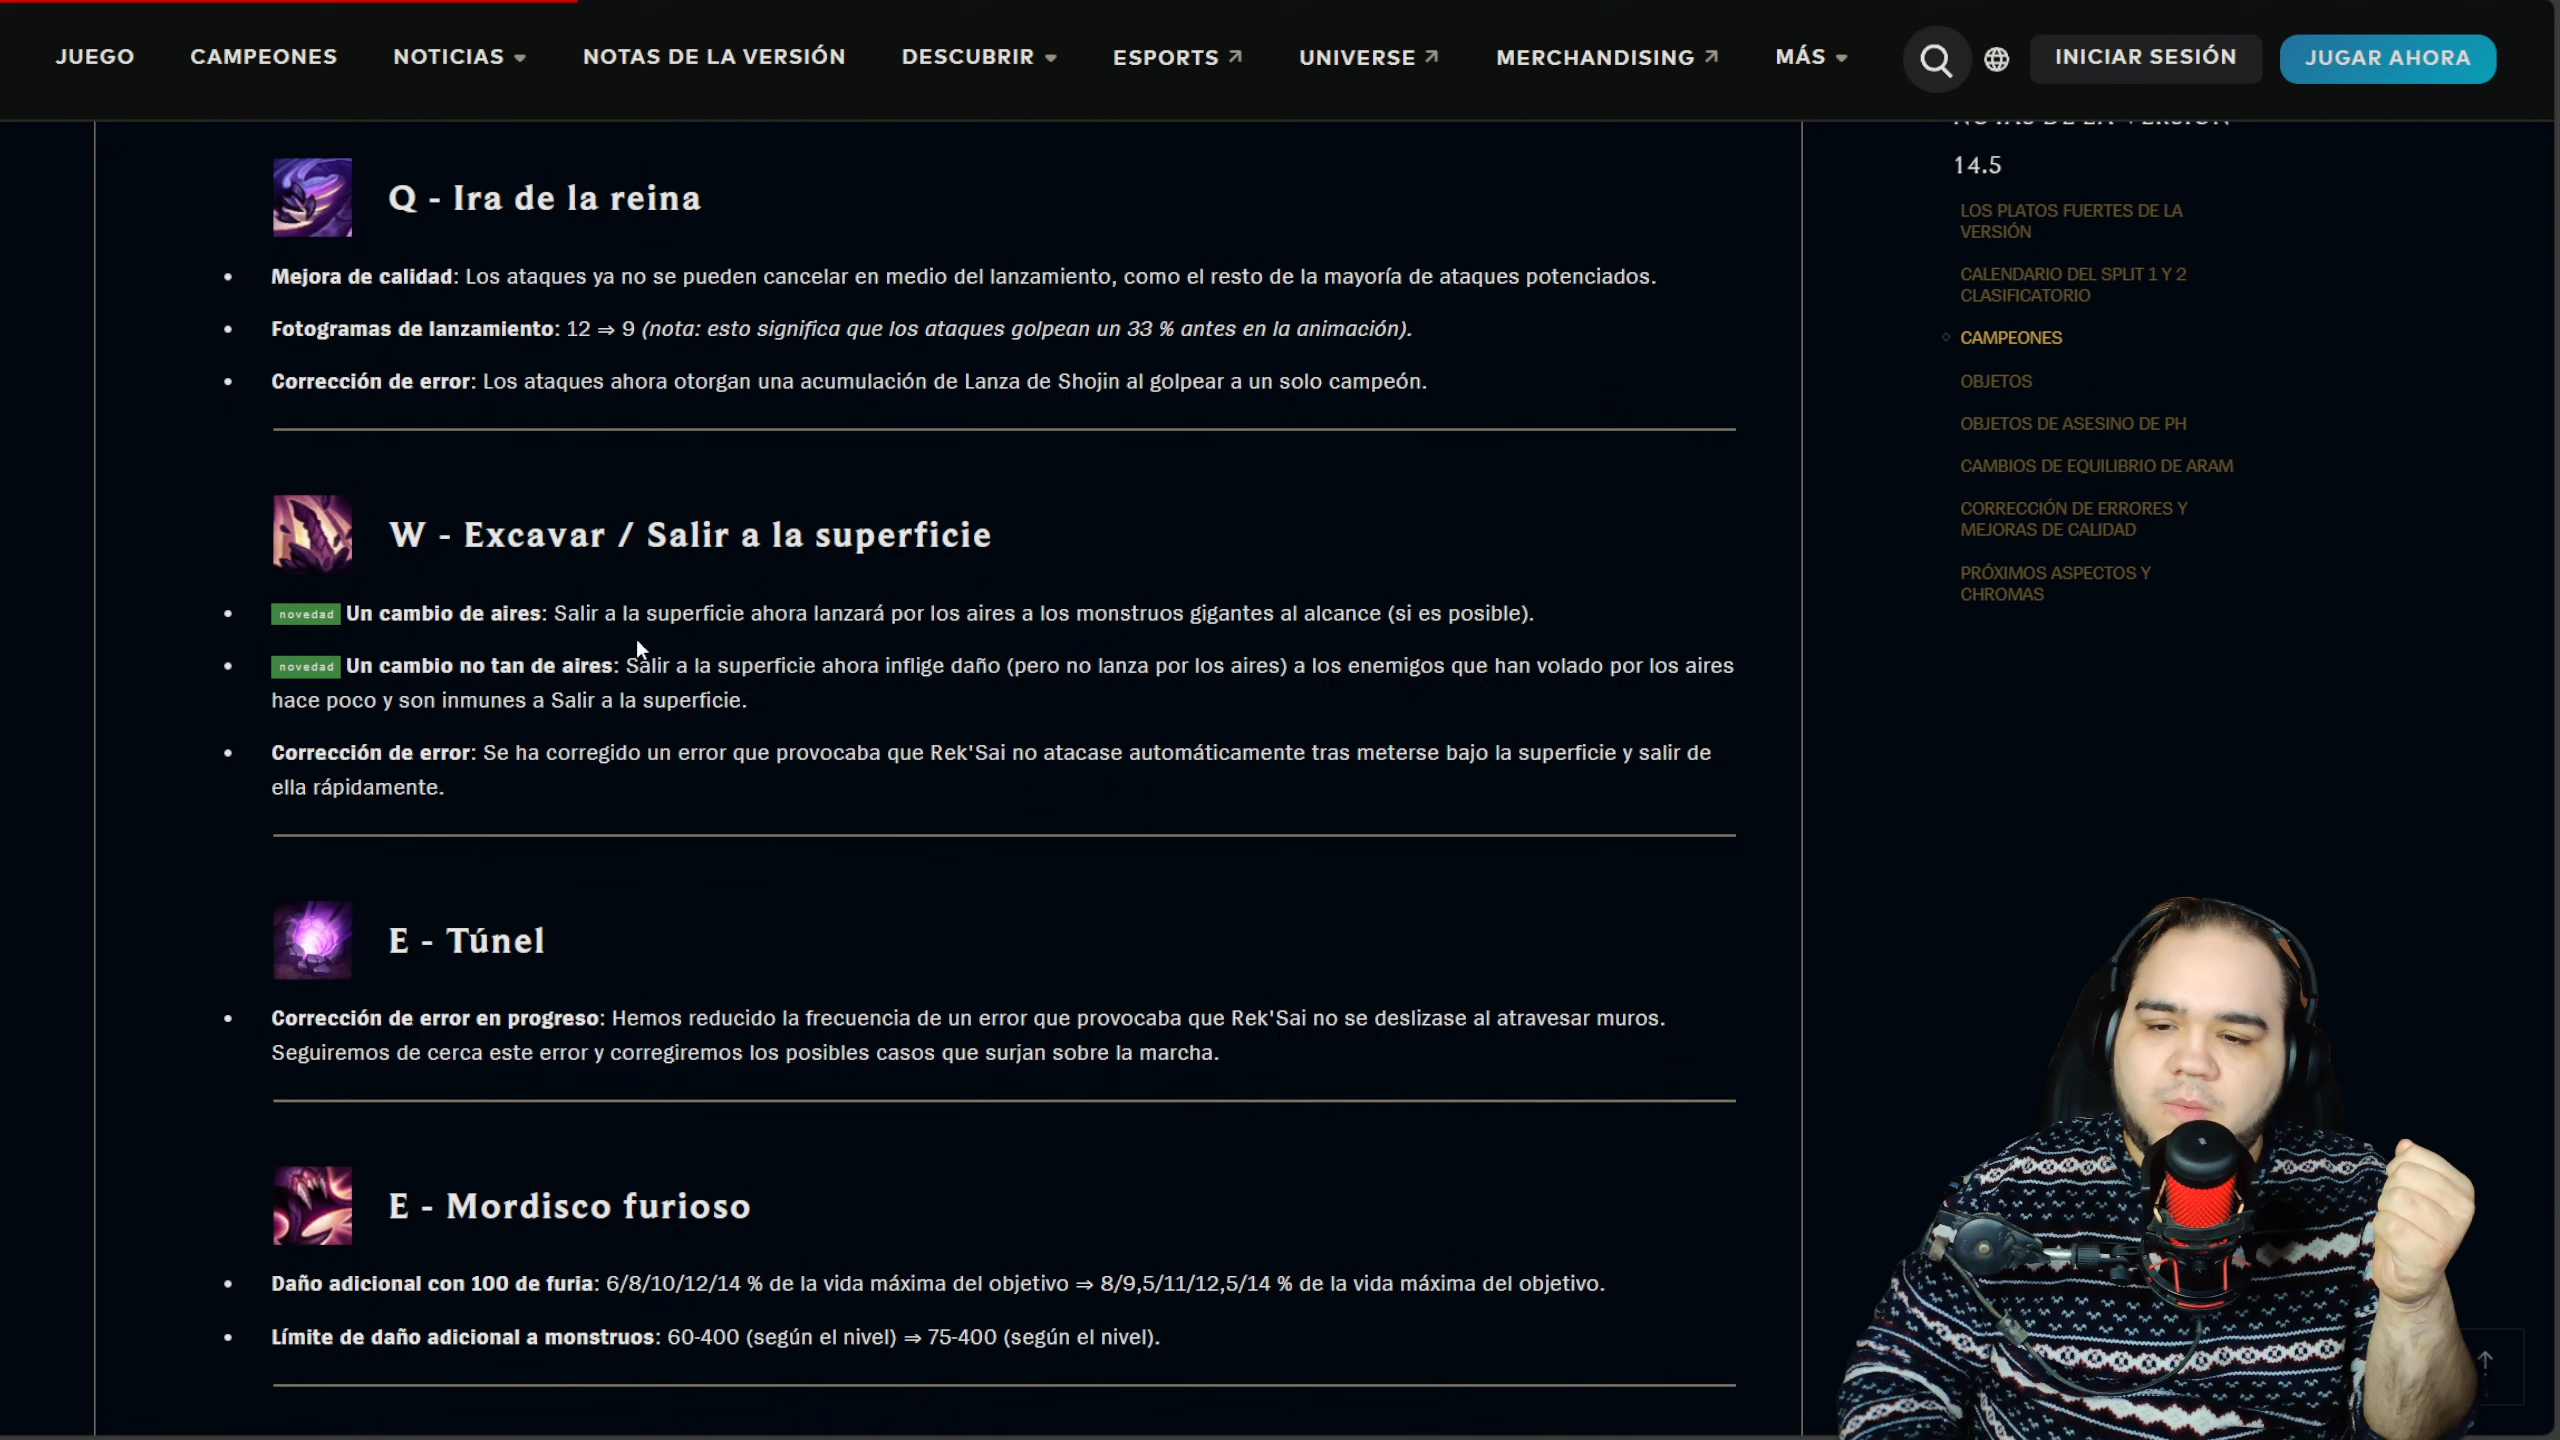 JUEGO CAMPEONES NOTICIAS NOTAS DE LA VERSIÓN DESCUBRIR ESPORTS UNIVERSE MERCHANDISING MÁS INICIAR SESIÓN JUGAR AHORA
Q - Ira de la reina
Mejora de calidad: Los ataques ya no se pueden cancelar en medio del lanzamiento, como el resto de la mayoría de ataques potenciados.
Fotogramas de lanzamiento: 12 ⇒ 9 (nota: esto significa que los ataques golpean un 33 % antes en la animación).
Corrección de error: Los ataques ahora otorgan una acumulación de Lanza de Shojin al golpear a un solo campeón.
W - Excavar / Salir a la superficie
novedad Un cambio de aires: Salir a la superficie ahora lanzará por los aires a los monstruos gigantes al alcance (si es posible).
novedad Un cambio no tan de aires: Salir a la superficie ahora inflige daño (pero no lanza por los aires) a los enemigos que han volado por los aires
hace poco y son inmunes a Salir a la superficie.
Corrección de error: Se ha corregido un error que provocaba que Rek'Sai no atacase automáticamente tras meterse bajo la superficie y salir de
ella rápidamente.
E - Túnel
Corrección de error en progreso: Hemos reducido la frecuencia de un error que provocaba que Rek'Sai no se deslizase al atravesar muros.
Seguiremos de cerca este error y corregiremos los posibles casos que surjan sobre la marcha.
E - Mordisco furioso
Daño adicional con 100 de furia: 6/8/10/12/14 % de la vida máxima del objetivo ⇒ 8/9,5/11/12,5/14 % de la vida máxima del objetivo.
Límite de daño adicional a monstruos: 60-400 (según el nivel) ⇒ 75-400 (según el nivel).
NOTAS DE LA VERSIÓN
14.5
LOS PLATOS FUERTES DE LA
VERSIÓN
CALENDARIO DEL SPLIT 1 Y 2
CLASIFICATORIO
CAMPEONES
OBJETOS
OBJETOS DE ASESINO DE PH
CAMBIOS DE EQUILIBRIO DE ARAM
CORRECCIÓN DE ERRORES Y
MEJORAS DE CALIDAD
PRÓXIMOS ASPECTOS Y
CHROMAS